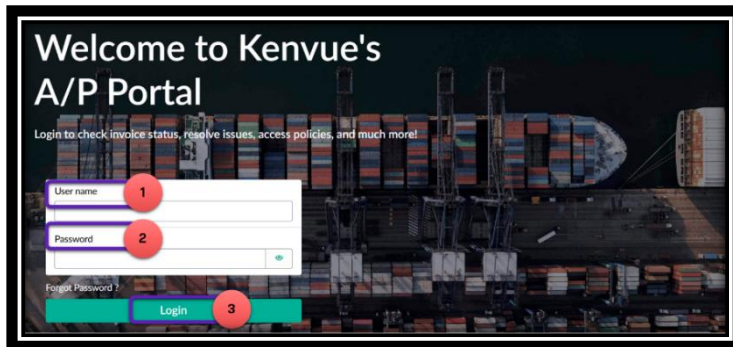 Welcome to Kenvue's
A/P Portal
Login to check invoice status, resolve issues, access policies, and much more!
User name
1
Password
2
Forgot Password ?
Login
3